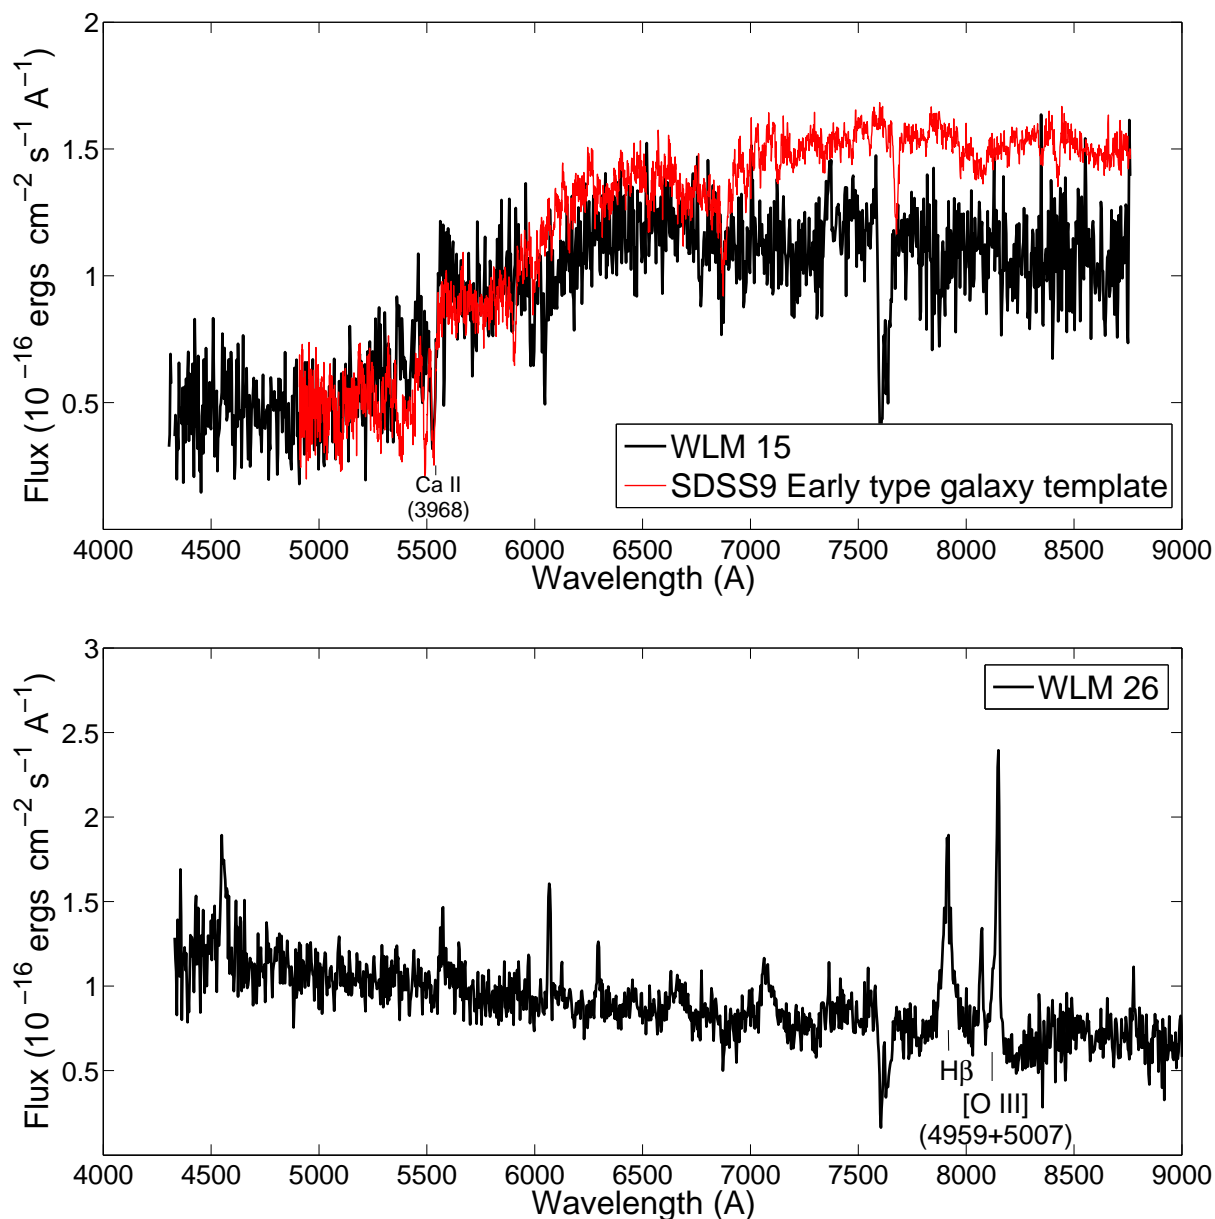 2
1.5
1
0.5
Flux (10⁻¹⁶ ergs cm⁻² s⁻¹ A⁻¹)
Ca II
(3968)
WLM 15
SDSS9 Early type galaxy template
4000 4500 5000 5500 6000 6500 7000 7500 8000 8500 9000
Wavelength (A)
3
2.5
2
1.5
1
0.5
Flux (10⁻¹⁶ ergs cm⁻² s⁻¹ A⁻¹)
WLM 26
Hβ
[O III]
(4959+5007)
4000 4500 5000 5500 6000 6500 7000 7500 8000 8500 9000
Wavelength (A)